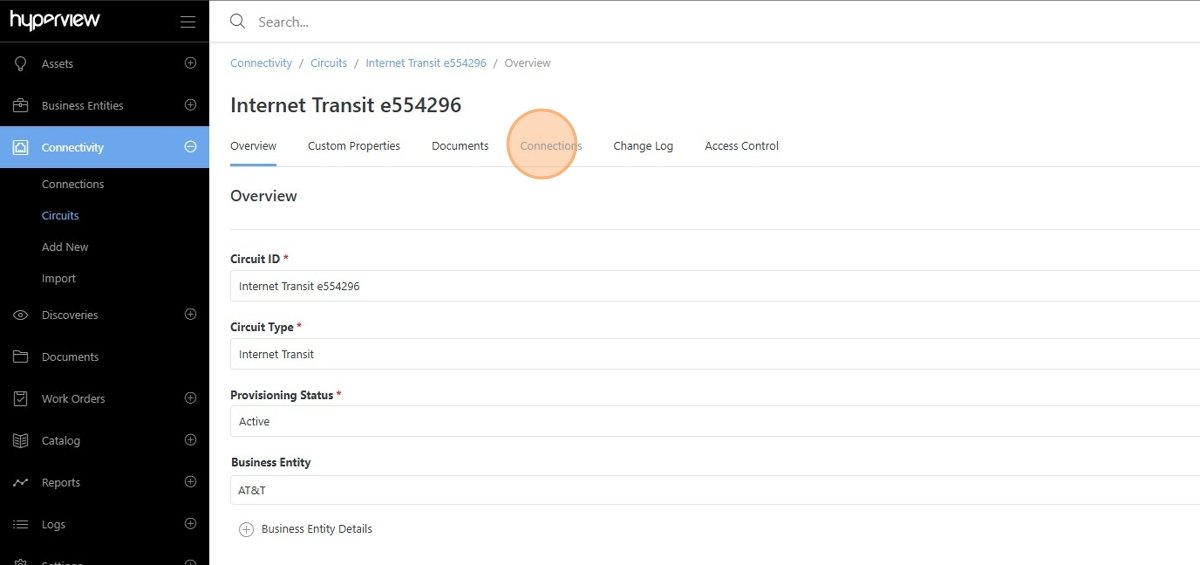 hyperview
Search...
Assets
Business Entities
Connectivity
Connections
Circuits
Add New
Import
Discoveries
Documents
Work Orders
Catalog
Reports
Logs
Settings
Connectivity / Circuits / Internet Transit e554296 / Overview
Internet Transit e554296
Overview Custom Properties Documents Connections Change Log Access Control
Overview
Circuit ID *
Internet Transit e554296
Circuit Type *
Internet Transit
Provisioning Status *
Active
Business Entity
AT&T
Business Entity Details